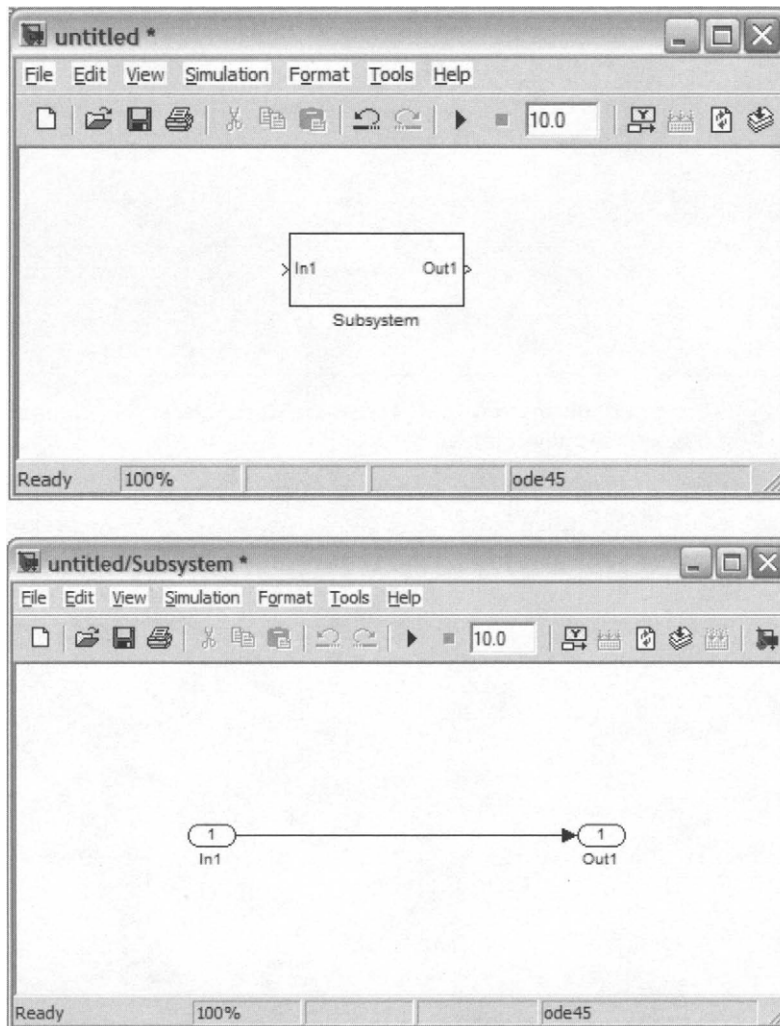 untitled *
File Edit View Simulation Format Tools Help
10.0
In1 Out1
Subsystem
Ready 100% ode45
untitled/Subsystem *
File Edit View Simulation Format Tools Help
10.0
1 1
In1 Out1
Ready 100% ode45